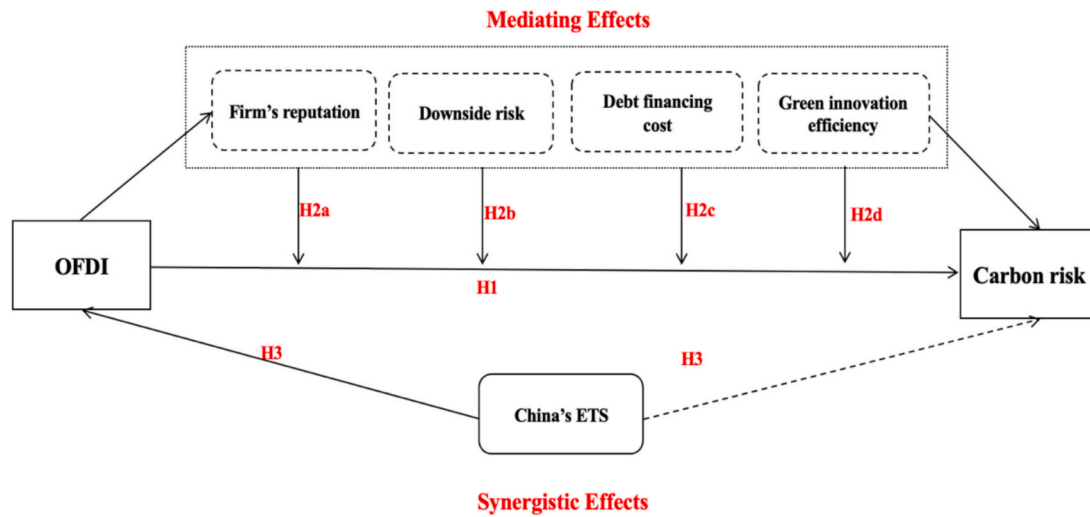 Mediating Effects
Firm's reputation
Downside risk
Debt financing
cost
Green innovation
efficiency
H2a
H2b
H2c
H2d
OFDI
H1
Carbon risk
H3
H3
China's ETS
Synergistic Effects